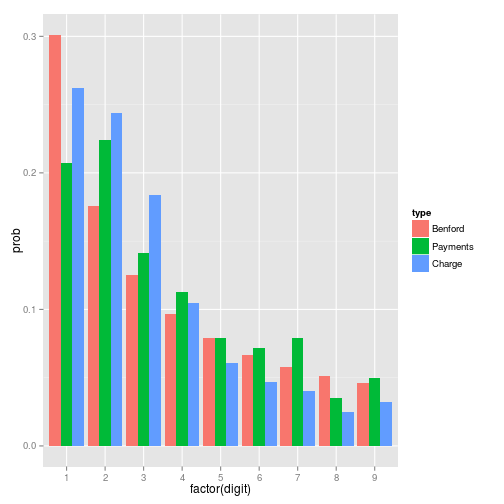 0.3
0.2
0.1
0.0
prob
1 2 3 4 5 6 7 8 9
factor(digit)
type
Benford
Payments
Charge